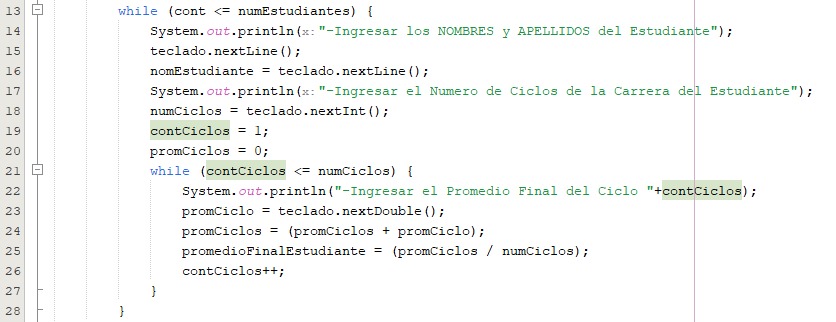 13 while (cont <= numEstudiantes) {
14 System.out.println(x:"-Ingresar los NOMBRES y APELLIDOS del Estudiante");
15 teclado.nextLine();
16 nomEstudiante = teclado.nextLine();
17 System.out.println(x:"-Ingresar el Numero de Ciclos de la Carrera del Estudiante");
18 numCiclos = teclado.nextInt();
19 contCiclos = 1;
20 promCiclos = 0;
21 while (contCiclos <= numCiclos) {
22 System.out.println("-Ingresar el Promedio Final del Ciclo "+contCiclos);
23 promCiclo = teclado.nextDouble();
24 promCiclos = (promCiclos + promCiclo);
25 promedioFinalEstudiante = (promCiclos / numCiclos);
26 contCiclos++;
27 }
28 }